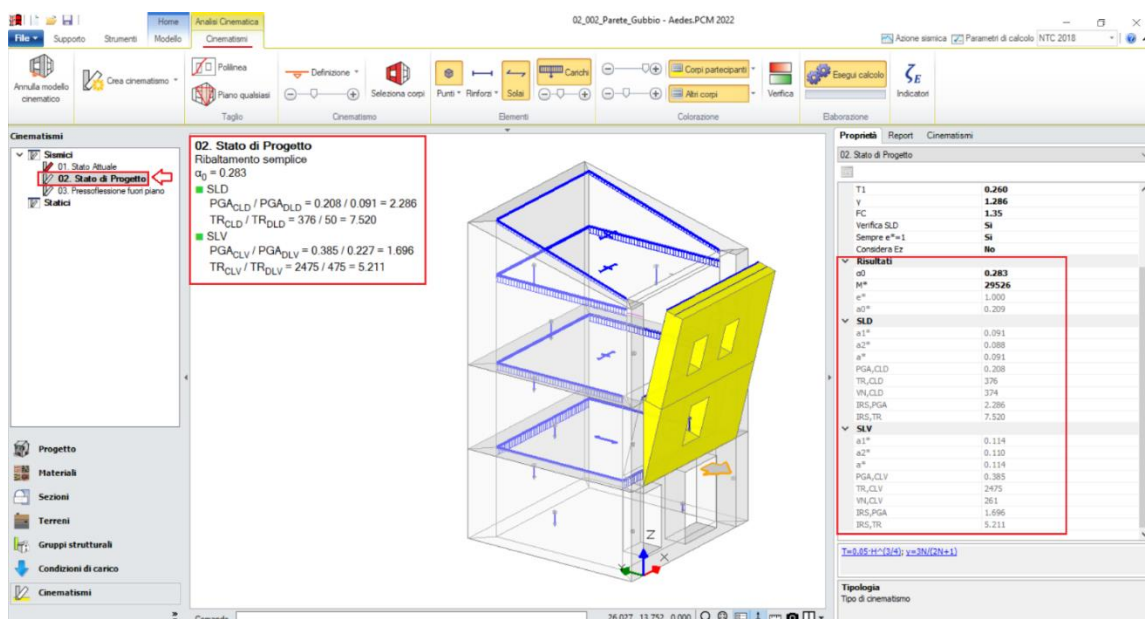 Home
Analisi Cinematica
02_002_Parete_Gubbio - Aedes.PCM 2022
File
Supporto
Strumenti
Modello
Cinematismi
Azione sismica
Parametri di calcolo
NTC 2018
Annulla modello
cinematico
Crea cinematismo
Polilinea
Piano qualsiasi
Taglio
Definizione
Seleziona corpi
Cinematismo
Punti
Rinforzi
Solai
Carichi
Elementi
Corpi partecipanti
Altri corpi
Verifica
Colorazione
Esegui calcolo
Indicatori
Elaborazione
ζE
Cinematismi
Sismici
01. Stato Attuale
02. Stato di Progetto
03. Pressoflessione fuori piano
Statici
Progetto
Materiali
Sezioni
Terreni
Gruppi strutturali
Condizioni di carico
Cinematismi
02. Stato di Progetto
Ribaltamento semplice
α0 = 0.283
SLD
PGACLD / PGADLD = 0.208 / 0.091 = 2.286
TRCLD / TRDLD = 376 / 50 = 7.520
SLV
PGACLV / PGADLV = 0.385 / 0.227 = 1.696
TRCLV / TRDLV = 2475 / 475 = 5.211
Z
X
Y
Comando
26.027 13.752 0.000
Proprietà Report Cinematismi
02. Stato di Progetto
T1 0.260
γ 1.286
FC 1.35
Verifica SLD Sì
Sempre e*=1 Sì
Considera Ez No
Risultati
α0 0.283
M* 29526
e* 1.000
a0* 0.209
SLD
a1* 0.091
a2* 0.088
a* 0.091
PGA,CLD 0.208
TR,CLD 376
VN,CLD 374
IRS,PGA 2.286
IRS,TR 7.520
SLV
a1* 0.114
a2* 0.110
a* 0.114
PGA,CLV 0.385
TR,CLV 2475
VN,CLV 261
IRS,PGA 1.696
IRS,TR 5.211
T=0.05·H^(3/4); γ=3N/(2N+1)
Tipologia
Tipo di cinematismo